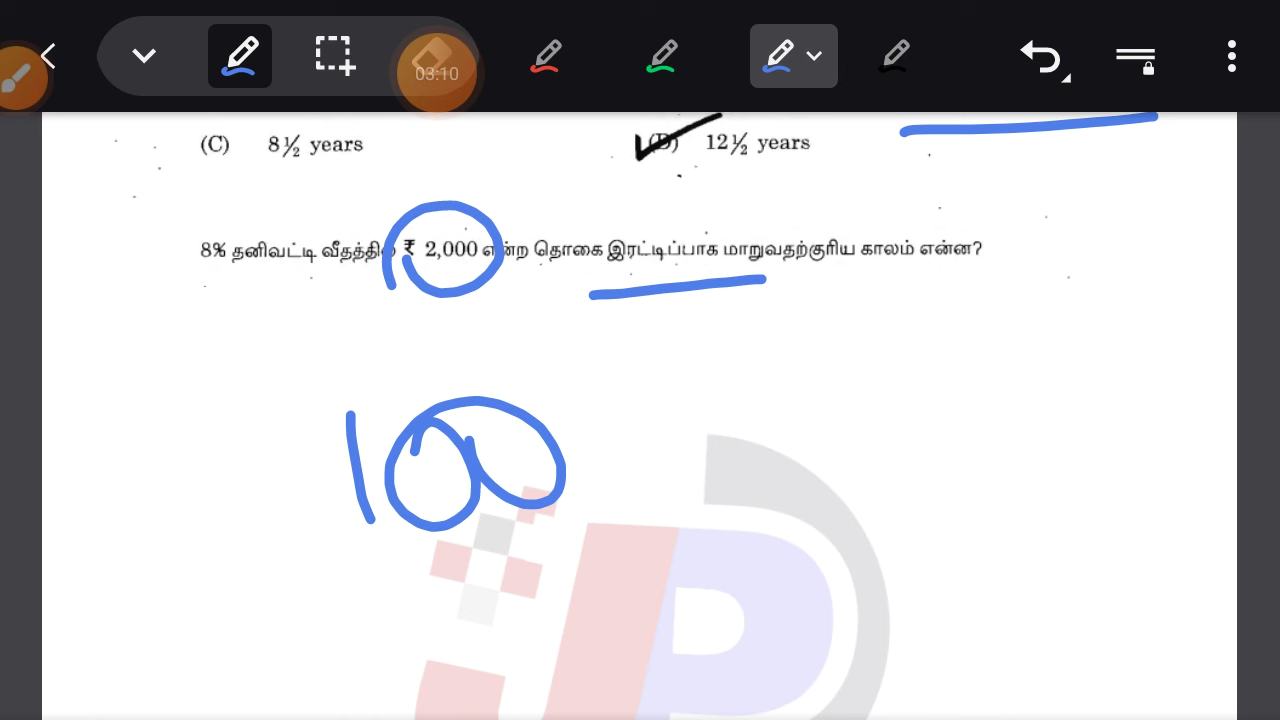 03:10
(C) 8½ years (D) 12½ years
8% தனிவட்டி வீதத்தில் ₹ 2,000 என்ற தொகை இரட்டிப்பாக மாறுவதற்குரிய காலம் என்ன?
100